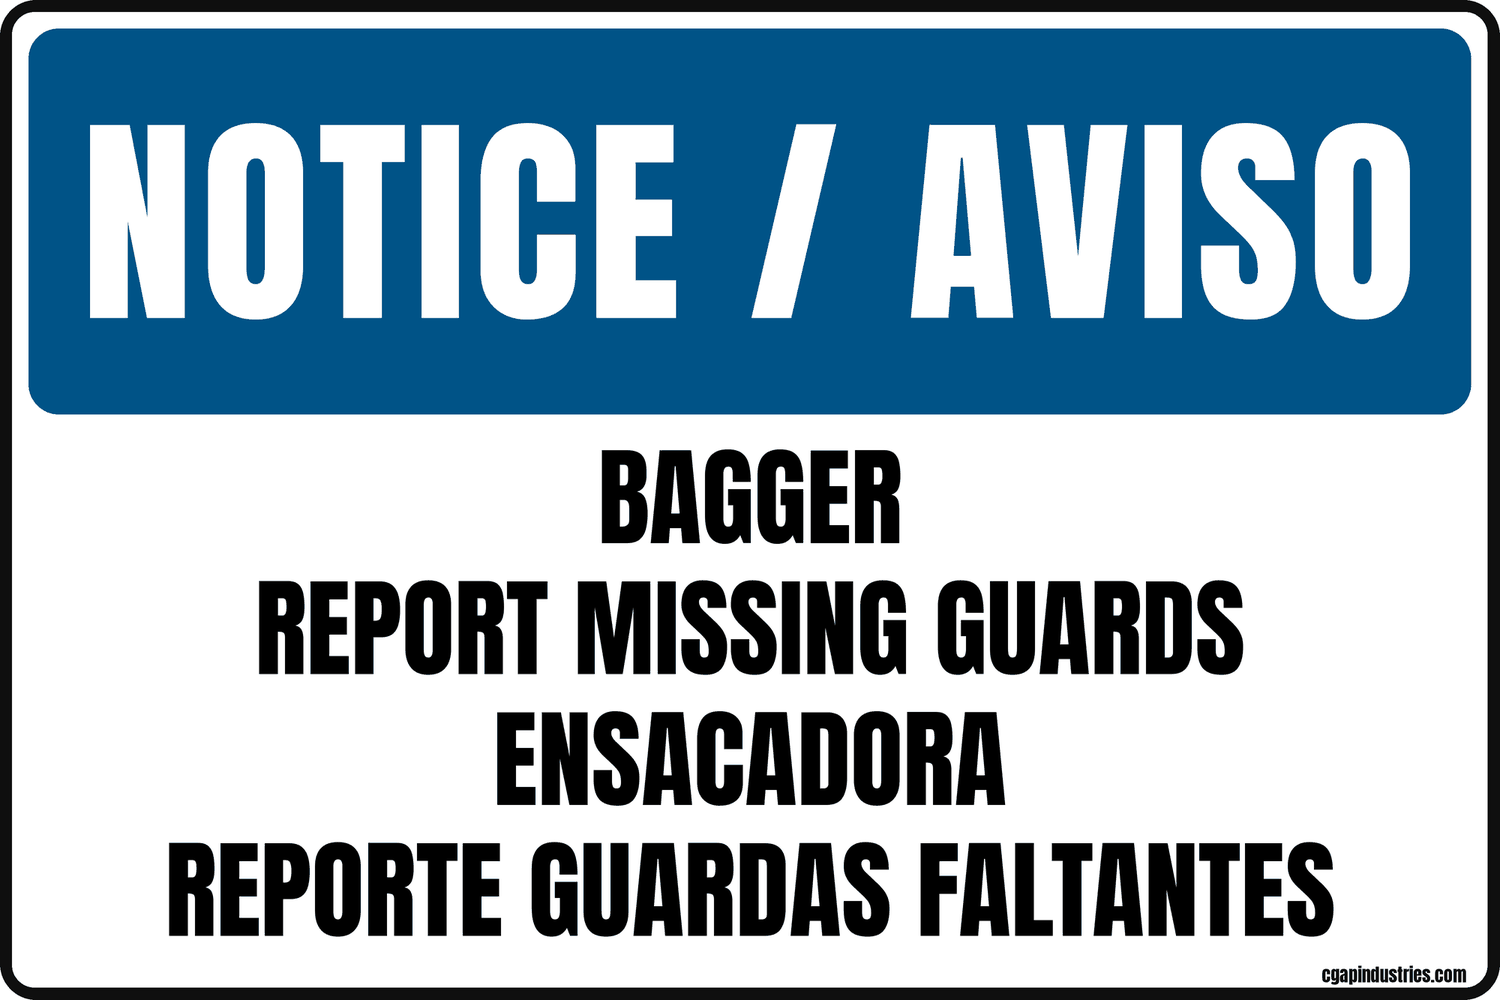 NOTICE / AVISO
BAGGER
REPORT MISSING GUARDS
ENSACADORA
REPORTE GUARDAS FALTANTES
cgapindustries.com